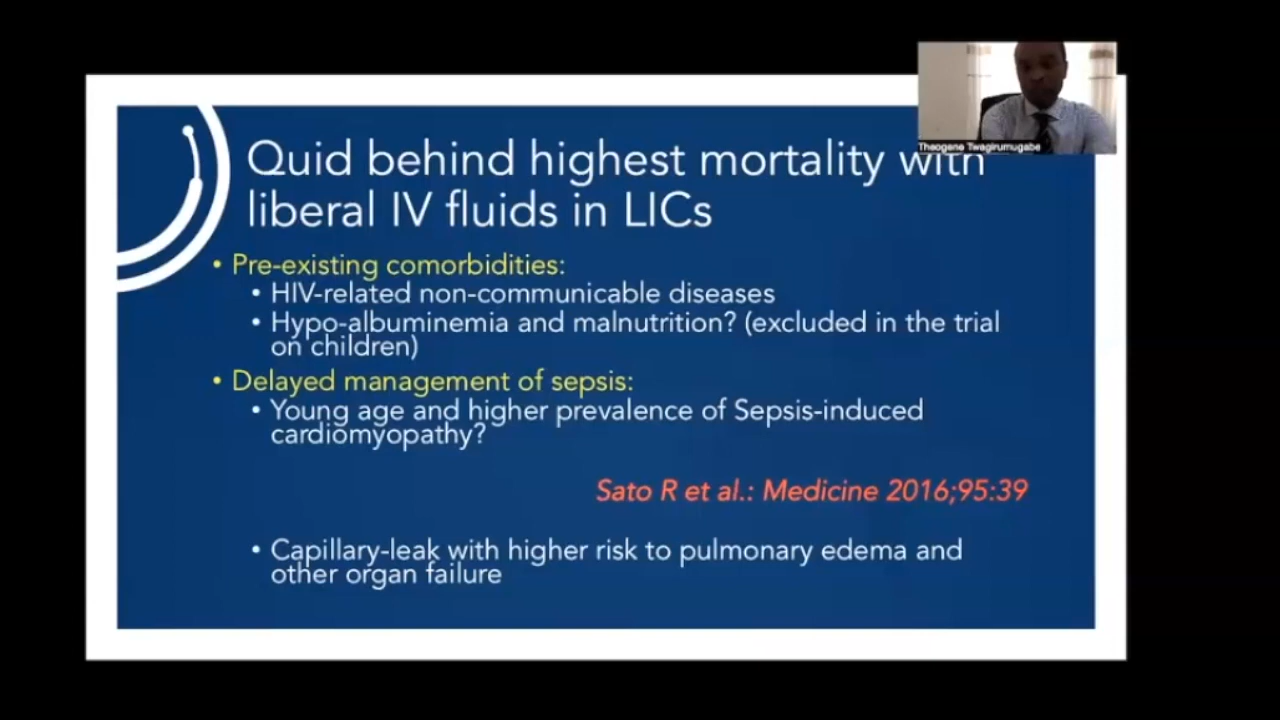 Theogene Twagirumugabe
Quid behind highest mortality with
liberal IV fluids in LICs
• Pre-existing comorbidities:
• HIV-related non-communicable diseases
• Hypo-albuminemia and malnutrition? (excluded in the trial
on children)
• Delayed management of sepsis:
• Young age and higher prevalence of Sepsis-induced
cardiomyopathy?
Sato R et al.: Medicine 2016;95:39
• Capillary-leak with higher risk to pulmonary edema and
other organ failure